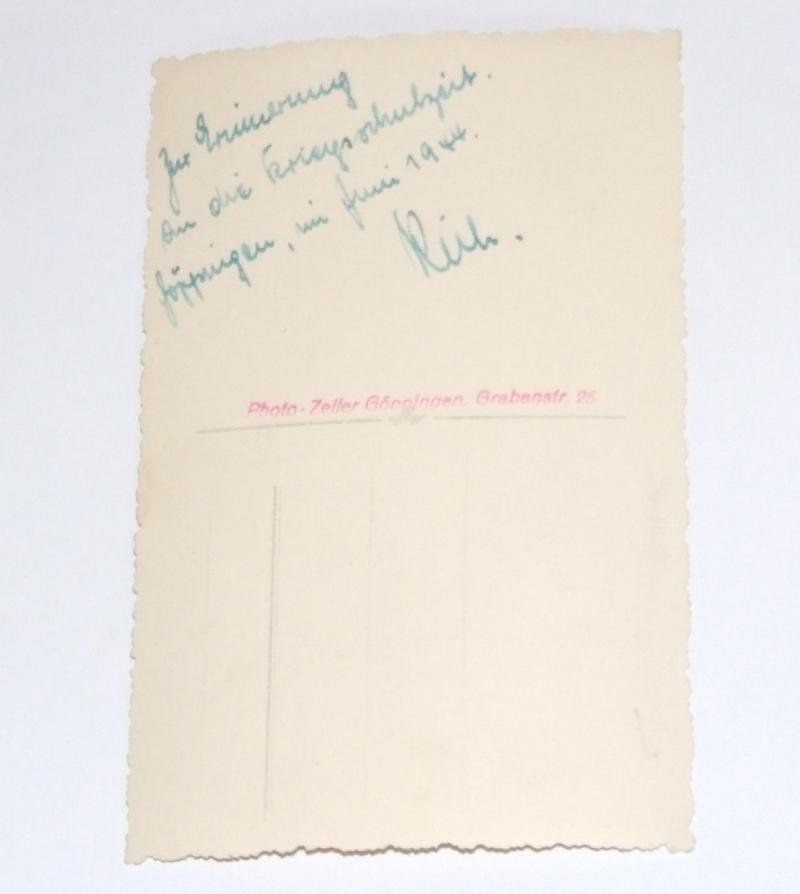 Zur Erinnerung
an die Kriegsschulzeit.
Göppingen, im Juni 1944.
Photo-Zeller Göppingen, Grabenstr. 25